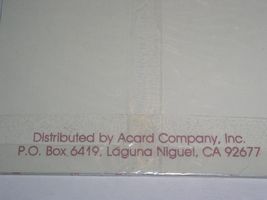 Distributed by Acard Company, Inc.
P.O. Box 6419, Laguna Niguel, CA 92677